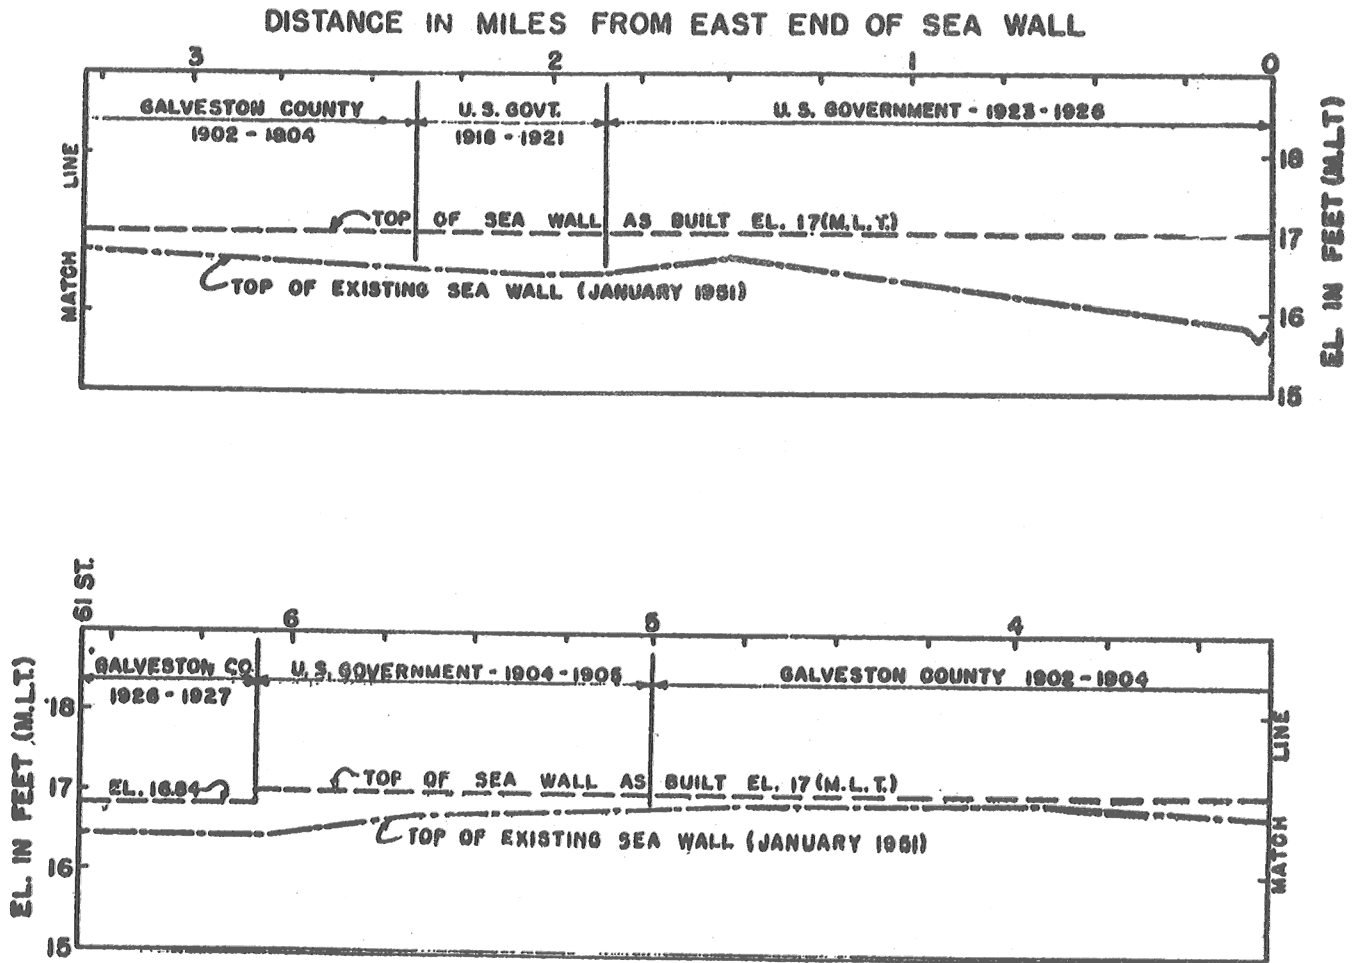 DISTANCE IN MILES FROM EAST END OF SEA WALL
3 2 1 0
GALVESTON COUNTY
1902 - 1904
U. S. GOVT.
1918 - 1921
U. S. GOVERNMENT - 1923 - 1926
MATCH LINE
TOP OF SEA WALL AS BUILT EL. 17 (M.L.T.)
TOP OF EXISTING SEA WALL (JANUARY 1951)
18
17
16
15
EL. IN FEET (M.L.T.)
61 ST.
6 5 4
GALVESTON CO.
1926 - 1927
U. S. GOVERNMENT - 1904 - 1905
GALVESTON COUNTY 1902 - 1904
EL. IN FEET (M.L.T.)
18
17
16
15
EL. 16.84
TOP OF SEA WALL AS BUILT EL. 17 (M.L.T.)
TOP OF EXISTING SEA WALL (JANUARY 1951)
MATCH LINE